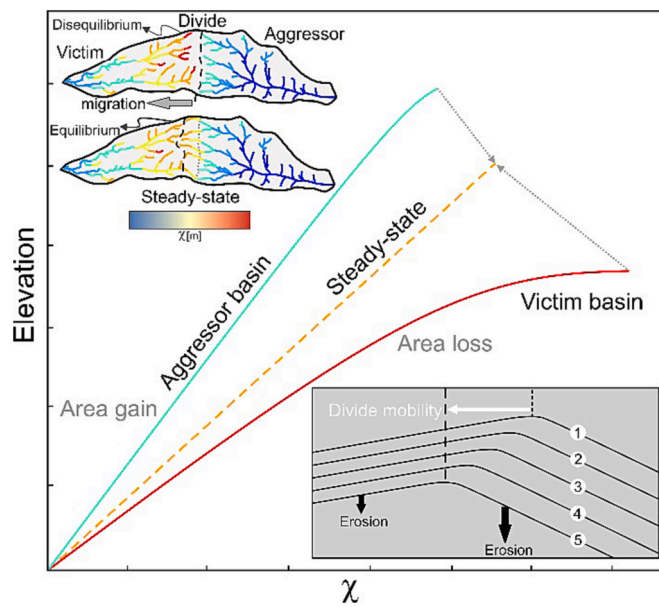 Disequilibrium
Divide
Aggressor
Victim
migration
Equilibrium
Steady-state
χ[m]
Elevation
Aggressor basin
Steady-state
Victim basin
Area loss
Area gain
Divide mobility
1
2
3
4
5
Erosion
Erosion
χ